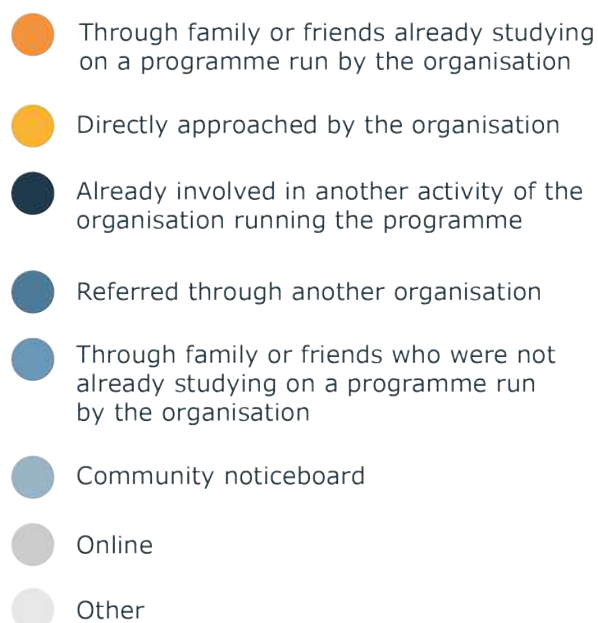 Through family or friends already studying
on a programme run by the organisation
Directly approached by the organisation
Already involved in another activity of the
organisation running the programme
Referred through another organisation
Through family or friends who were not
already studying on a programme run
by the organisation
Community noticeboard
Online
Other